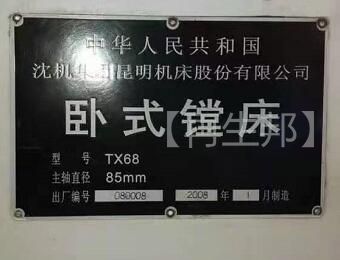 中华人民共和国
沈机集团昆明机床股份有限公司
卧式镗床
【再生邦】
型号 TX68
主轴直径 85mm
出厂编号 080008 2008 年 1 月制造